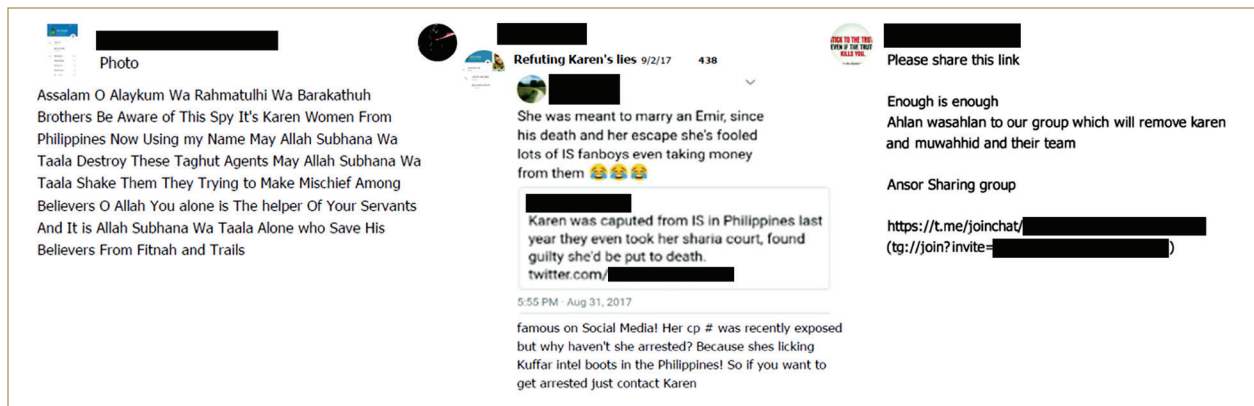 Photo
Assalam O Alaykum Wa Rahmatulhi Wa Barakathuh
Brothers Be Aware of This Spy It's Karen Women From
Philippines Now Using my Name May Allah Subhana Wa
Taala Destroy These Taghut Agents May Allah Subhana Wa
Taala Shake Them They Trying to Make Mischief Among
Believers O Allah You alone is The helper Of Your Servants
And It is Allah Subhana Wa Taala Alone who Save His
Believers From Fitnah and Trails
Refuting Karen's lies 9/2/17 438
She was meant to marry an Emir, since
his death and her escape she's fooled
lots of IS fanboys even taking money
from them 😂😂😂
Karen was caputed from IS in Philippines last
year they even took her sharia court, found
guilty she'd be put to death.
twitter.com/
5:55 PM · Aug 31, 2017
famous on Social Media! Her cp # was recently exposed
but why haven't she arrested? Because shes licking
Kuffar intel boots in the Philippines! So if you want to
get arrested just contact Karen
STICK TO THE TRUTH
EVEN IF THE TRUTH
KILLS YOU.
Please share this link
Enough is enough
Ahlan wasahlan to our group which will remove karen
and muwahhid and their team
Ansor Sharing group
https://t.me/joinchat/
(tg://join?invite= )